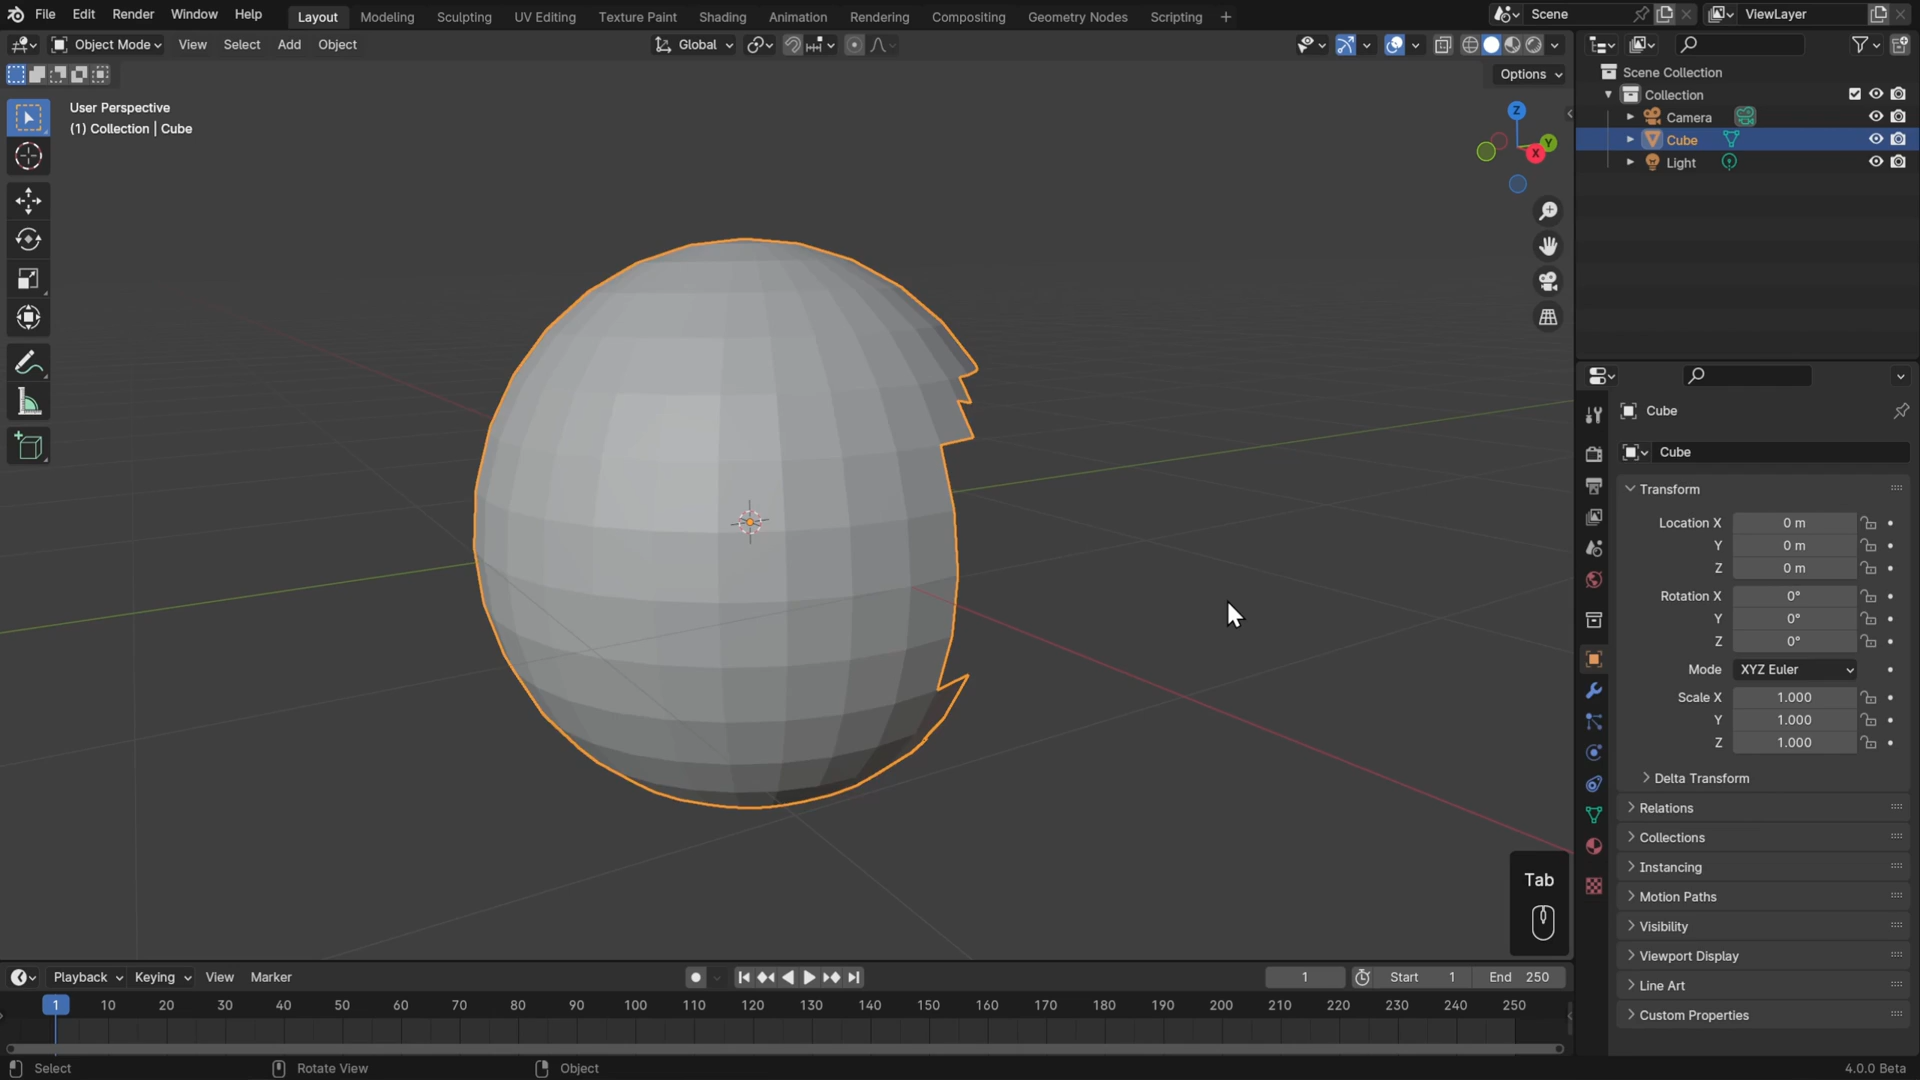 File Edit Render Window Help Layout Modeling Sculpting UV Editing Texture Paint Shading Animation Rendering Compositing Geometry Nodes Scripting + Scene ViewLayer
Object Mode View Select Add Object Global
Options
User Perspective
(1) Collection | Cube
Z
Y
X
Scene Collection
Collection
Camera
Cube
Light
Cube
Cube
Transform
Location X 0 m
Y 0 m
Z 0 m
Rotation X 0°
Y 0°
Z 0°
Mode XYZ Euler
Scale X 1.000
Y 1.000
Z 1.000
Delta Transform
Relations
Collections
Instancing
Motion Paths
Visibility
Viewport Display
Line Art
Custom Properties
Tab
Playback Keying View Marker 1 Start 1 End 250
1 10 20 30 40 50 60 70 80 90 100 110 120 130 140 150 160 170 180 190 200 210 220 230 240 250
Select Rotate View Object 4.0.0 Beta